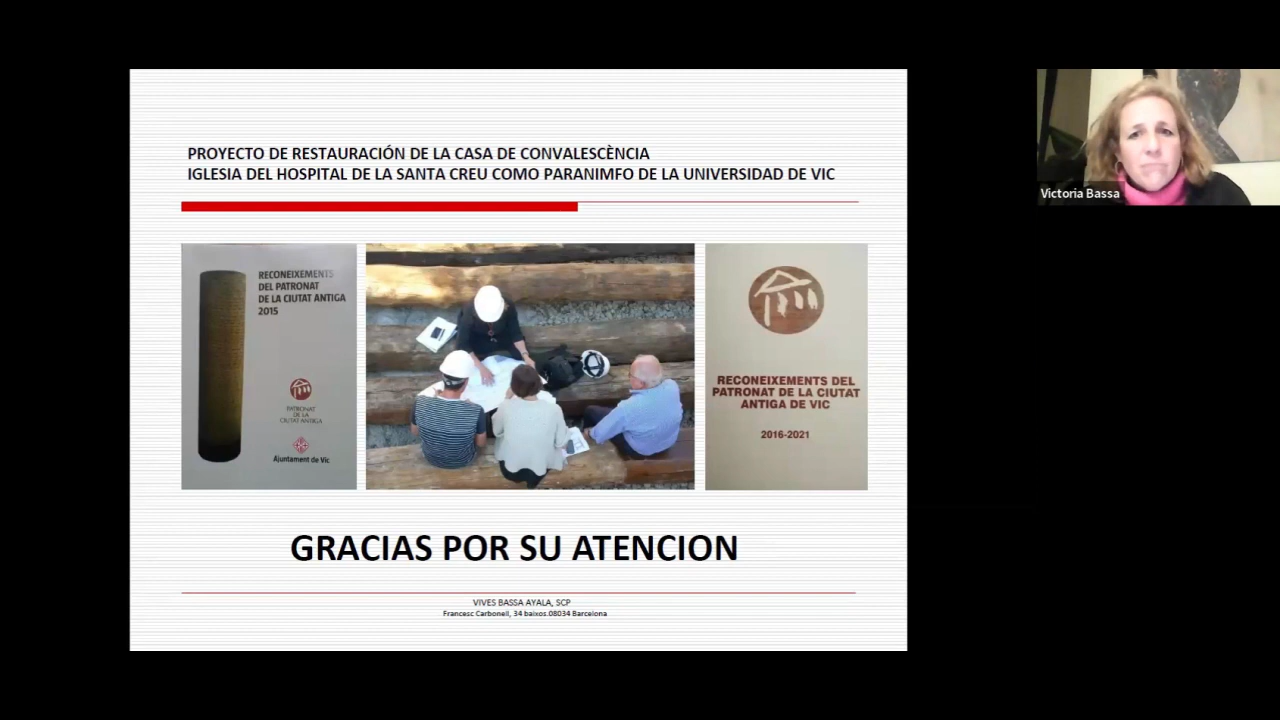 PROYECTO DE RESTAURACIÓN DE LA CASA DE CONVALESCÈNCIA
IGLESIA DEL HOSPITAL DE LA SANTA CREU COMO PARANIMFO DE LA UNIVERSIDAD DE VIC
Victoria Bassa
RECONEIXEMENTS
DEL PATRONAT
DE LA CIUTAT ANTIGA
2015
PATRONAT
DE LA
CIUTAT ANTIGA
Ajuntament de Vic
RECONEIXEMENTS DEL
PATRONAT DE LA CIUTAT
ANTIGA DE VIC
2016-2021
GRACIAS POR SU ATENCION
VIVES BASSA AYALA, SCP
Francesc Carbonell, 34 baixos.08034 Barcelona